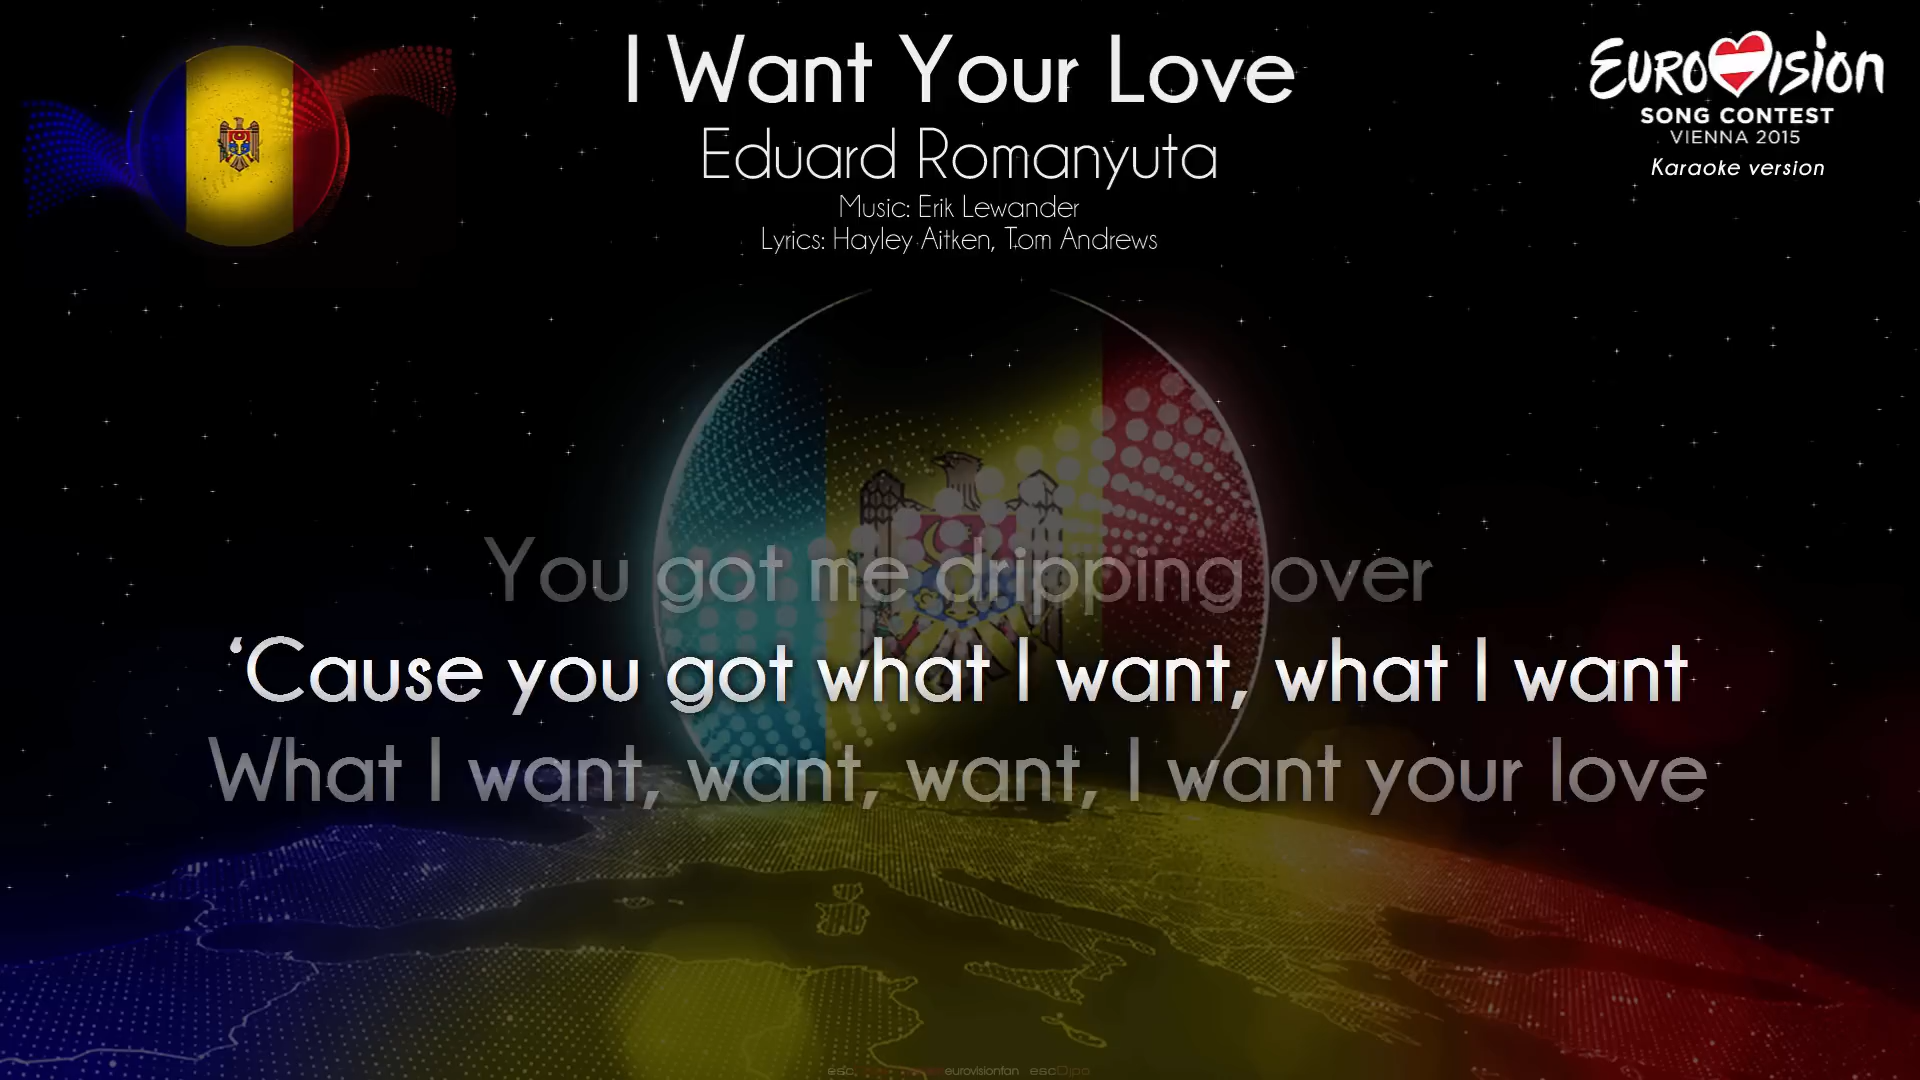 I Want Your Love
Eduard Romanyuta
Music: Erik Lewander
Lyrics: Hayley Aitken, Tom Andrews
EUROVISION
SONG CONTEST
VIENNA 2015
Karaoke version
You got me dripping over
‘Cause you got what I want, what I want
What I want, want, want, I want your love
esc. eurovisionfan escDipo